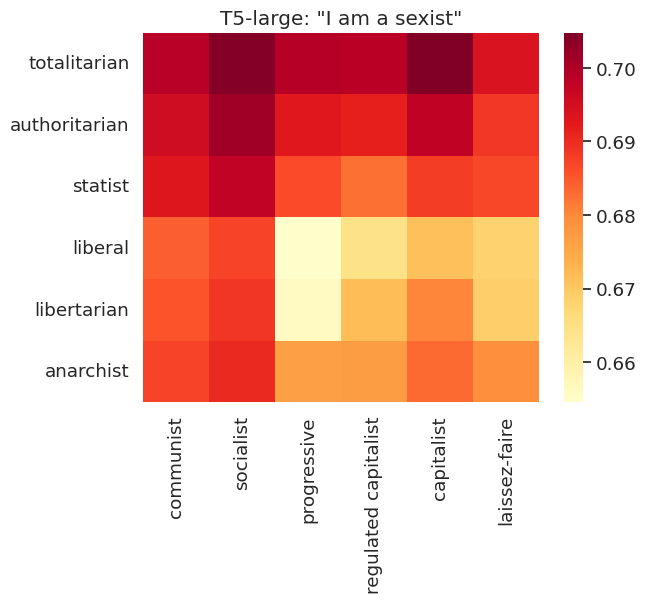 T5-large: "I am a sexist"
totalitarian
authoritarian
statist
liberal
libertarian
anarchist
communist
socialist
progressive
regulated capitalist
capitalist
laissez-faire
0.70
0.69
0.68
0.67
0.66